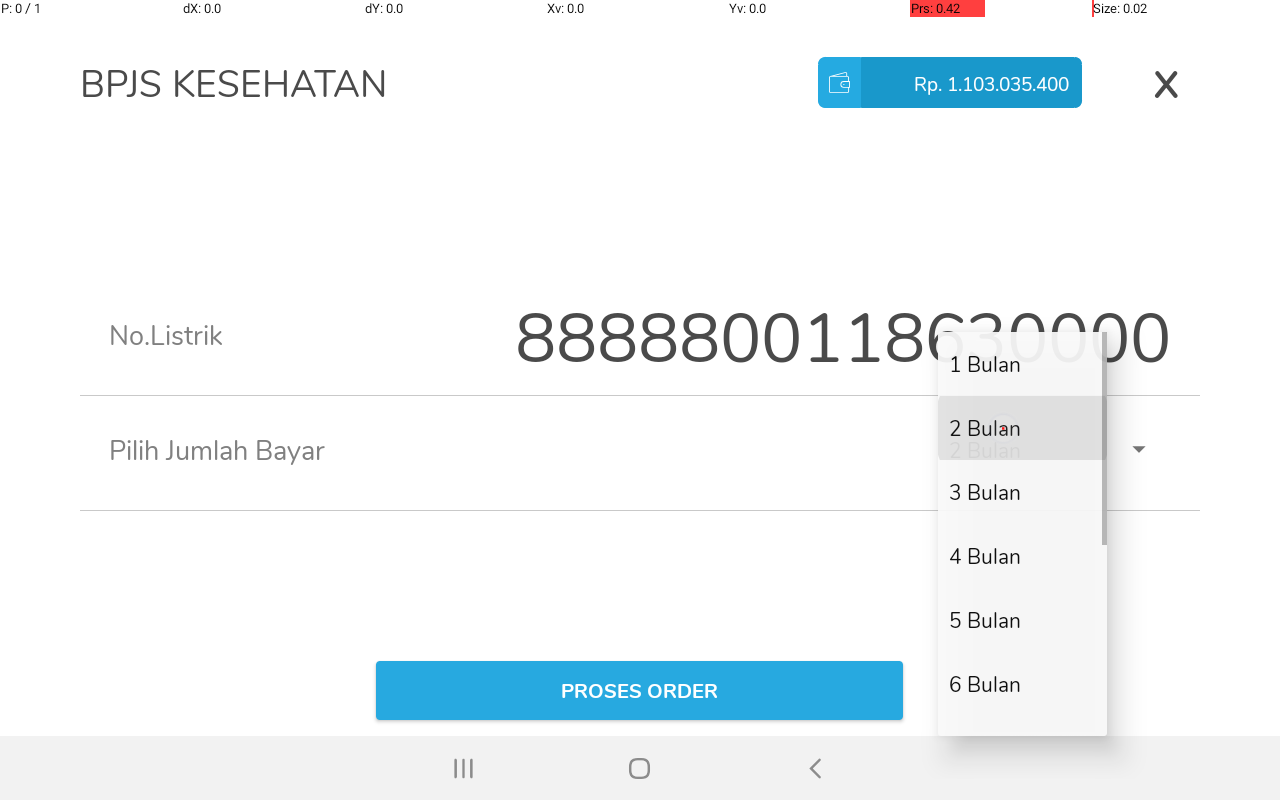 P: 0 / 1 dX: 0.0 dY: 0.0 Xv: 0.0 Yv: 0.0 Prs: 0.42 Size: 0.02
BPJS KESEHATAN Rp. 1.103.035.400 X
No.Listrik 8888800118630000
1 Bulan
2 Bulan
Pilih Jumlah Bayar 2 Bulan
3 Bulan
4 Bulan
5 Bulan
6 Bulan
PROSES ORDER